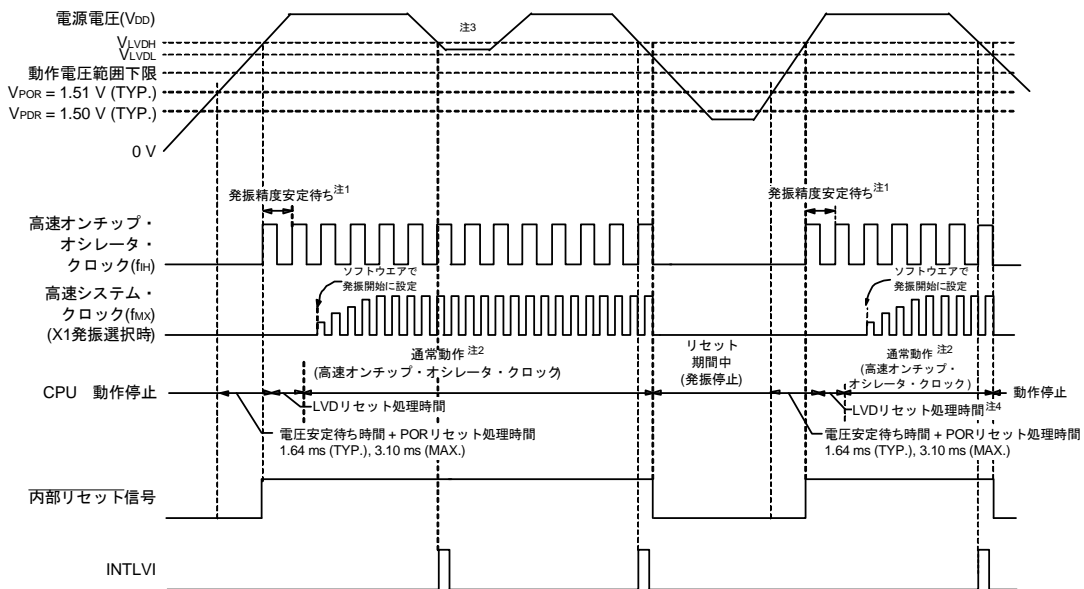 電源電圧(VDD)
注3
VLVDH
VLVDL
動作電圧範囲下限
VPOR = 1.51 V (TYP.)
VPDR = 1.50 V (TYP.)
0 V
発振精度安定待ち注1
発振精度安定待ち注1
高速オンチップ・
オシレータ・
クロック(fIH)
ソフトウエアで
発振開始に設定
ソフトウエアで
発振開始に設定
高速システム・
クロック(fMX)
(X1発振選択時)
通常動作 注2
(高速オンチップ・オシレータ・クロック)
リセット
期間中
(発振停止)
通常動作 注2
(高速オンチップ・
オシレータ・クロック)
CPU 動作停止
動作停止
LVDリセット処理時間
LVDリセット処理時間注4
電圧安定待ち時間 + PORリセット処理時間
1.64 ms (TYP.), 3.10 ms (MAX.)
電圧安定待ち時間 + PORリセット処理時間
1.64 ms (TYP.), 3.10 ms (MAX.)
内部リセット信号
INTLVI